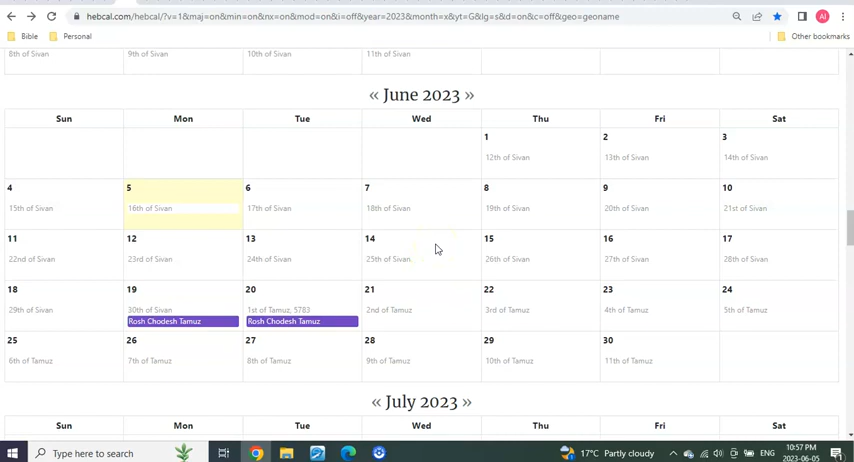 hebcal.com/hebcal/?v=1&maj=on&min=on&nx=on&mod=on&i=off&year=2023&month=x&yt=G&lg=s&d=on&c=off&geo=geoname
AI
Bible Personal Other bookmarks
8th of Sivan 9th of Sivan 10th of Sivan 11th of Sivan
« June 2023 »
Sun Mon Tue Wed Thu Fri Sat
1 2 3
12th of Sivan 13th of Sivan 14th of Sivan
4 5 6 7 8 9 10
15th of Sivan 16th of Sivan 17th of Sivan 18th of Sivan 19th of Sivan 20th of Sivan 21st of Sivan
11 12 13 14 15 16 17
22nd of Sivan 23rd of Sivan 24th of Sivan 25th of Sivan 26th of Sivan 27th of Sivan 28th of Sivan
18 19 20 21 22 23 24
29th of Sivan 30th of Sivan 1st of Tamuz, 5783 2nd of Tamuz 3rd of Tamuz 4th of Tamuz 5th of Tamuz
Rosh Chodesh Tamuz Rosh Chodesh Tamuz
25 26 27 28 29 30
6th of Tamuz 7th of Tamuz 8th of Tamuz 9th of Tamuz 10th of Tamuz 11th of Tamuz
« July 2023 »
Sun Mon Tue Wed Thu Fri Sat
Type here to search 17°C Partly cloudy ENG 10:57 PM
2023-06-05